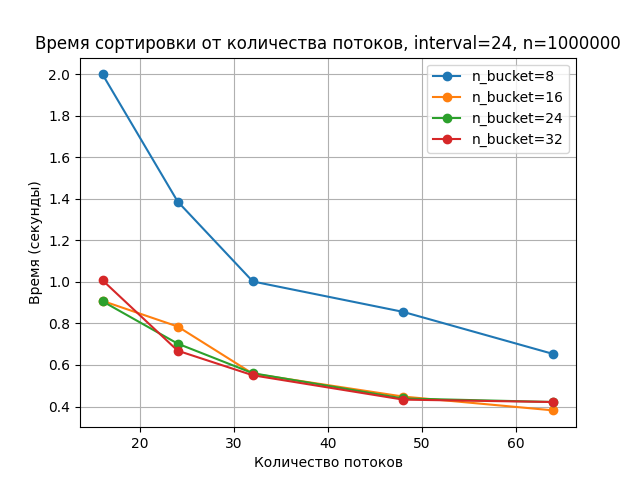 Время сортировки от количества потоков, interval=24, n=1000000
n_bucket=8
n_bucket=16
n_bucket=24
n_bucket=32
Время (секунды)
2.0
1.8
1.6
1.4
1.2
1.0
0.8
0.6
0.4
20 30 40 50 60
Количество потоков